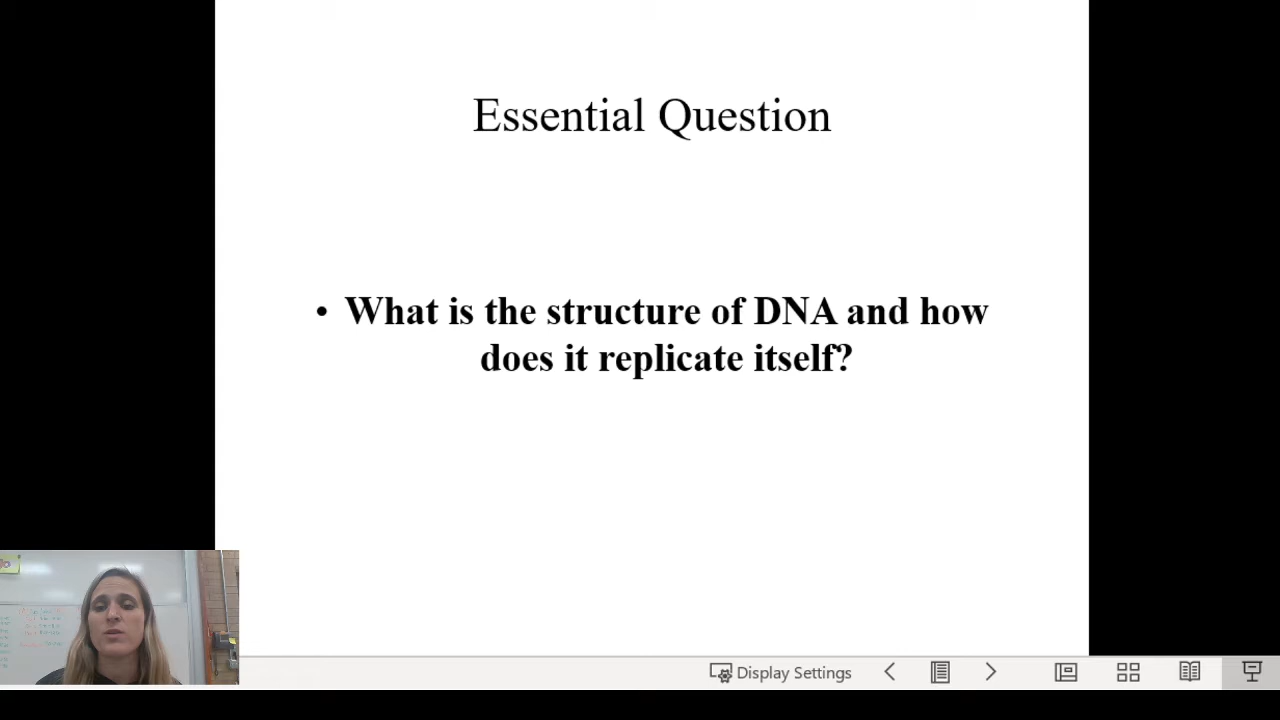 Essential Question
• What is the structure of DNA and how
does it replicate itself?
Display Settings